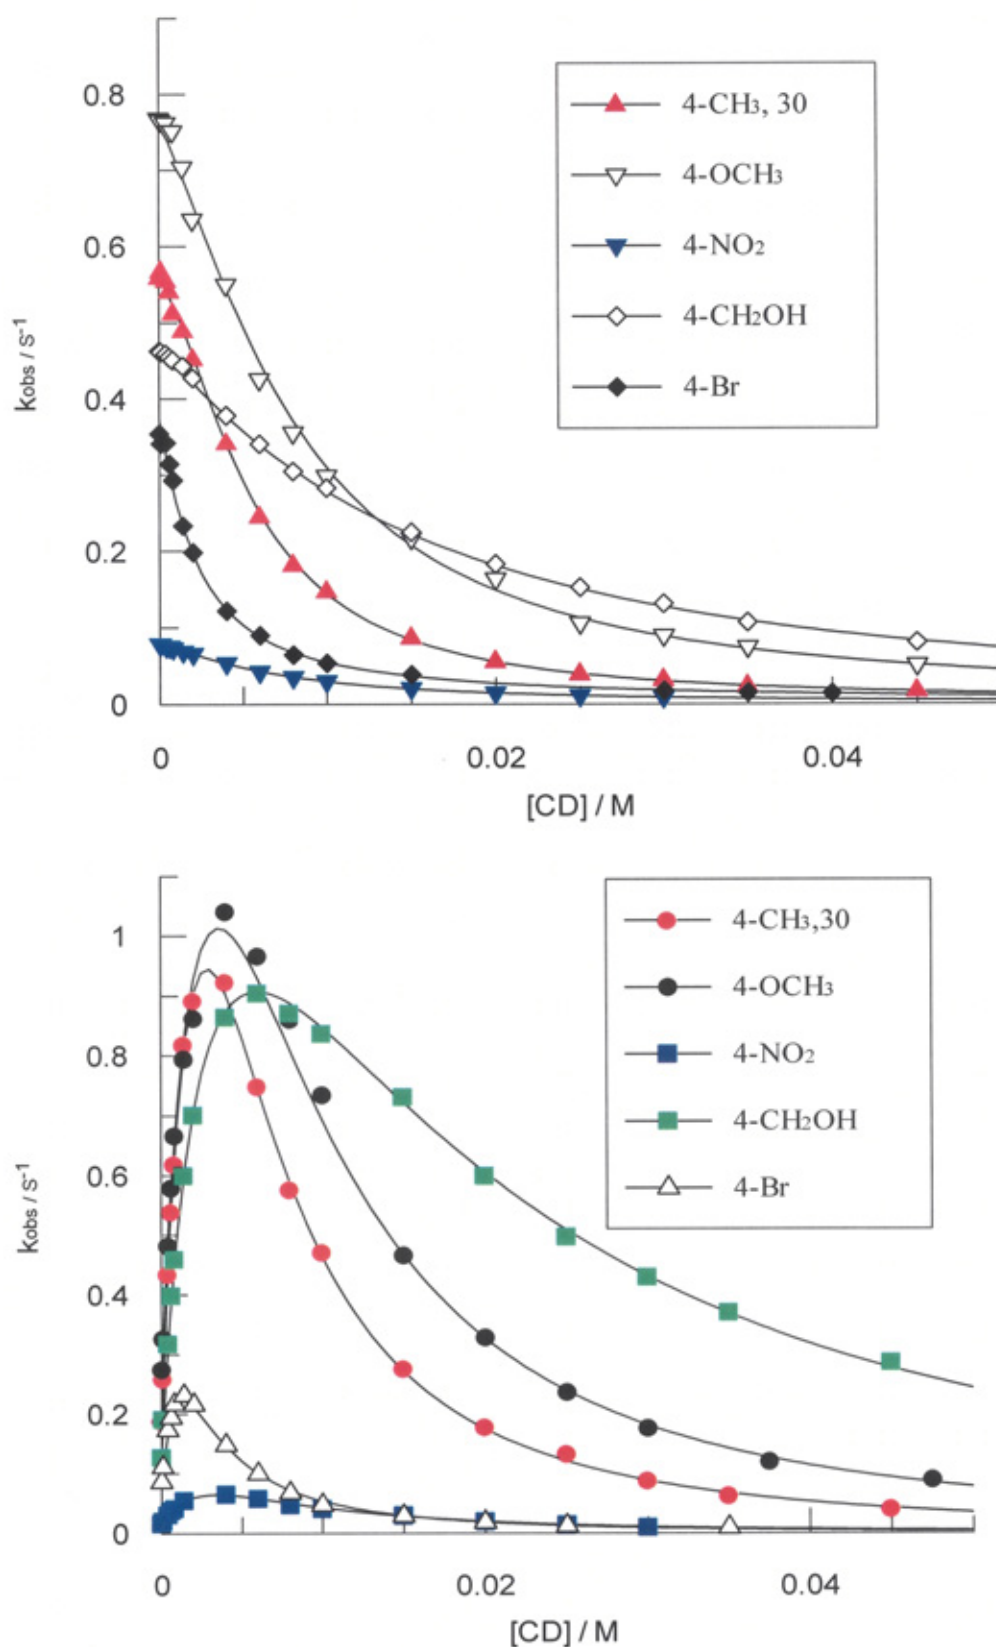 0.8
0.6
0.4
0.2
0
kobs / S⁻¹
0
0.02
0.04
[CD] / M
4-CH₃, 30
4-OCH₃
4-NO₂
4-CH₂OH
4-Br
1
0.8
0.6
0.4
0.2
0
kobs / S⁻¹
0
0.02
0.04
[CD] / M
4-CH₃,30
4-OCH₃
4-NO₂
4-CH₂OH
4-Br